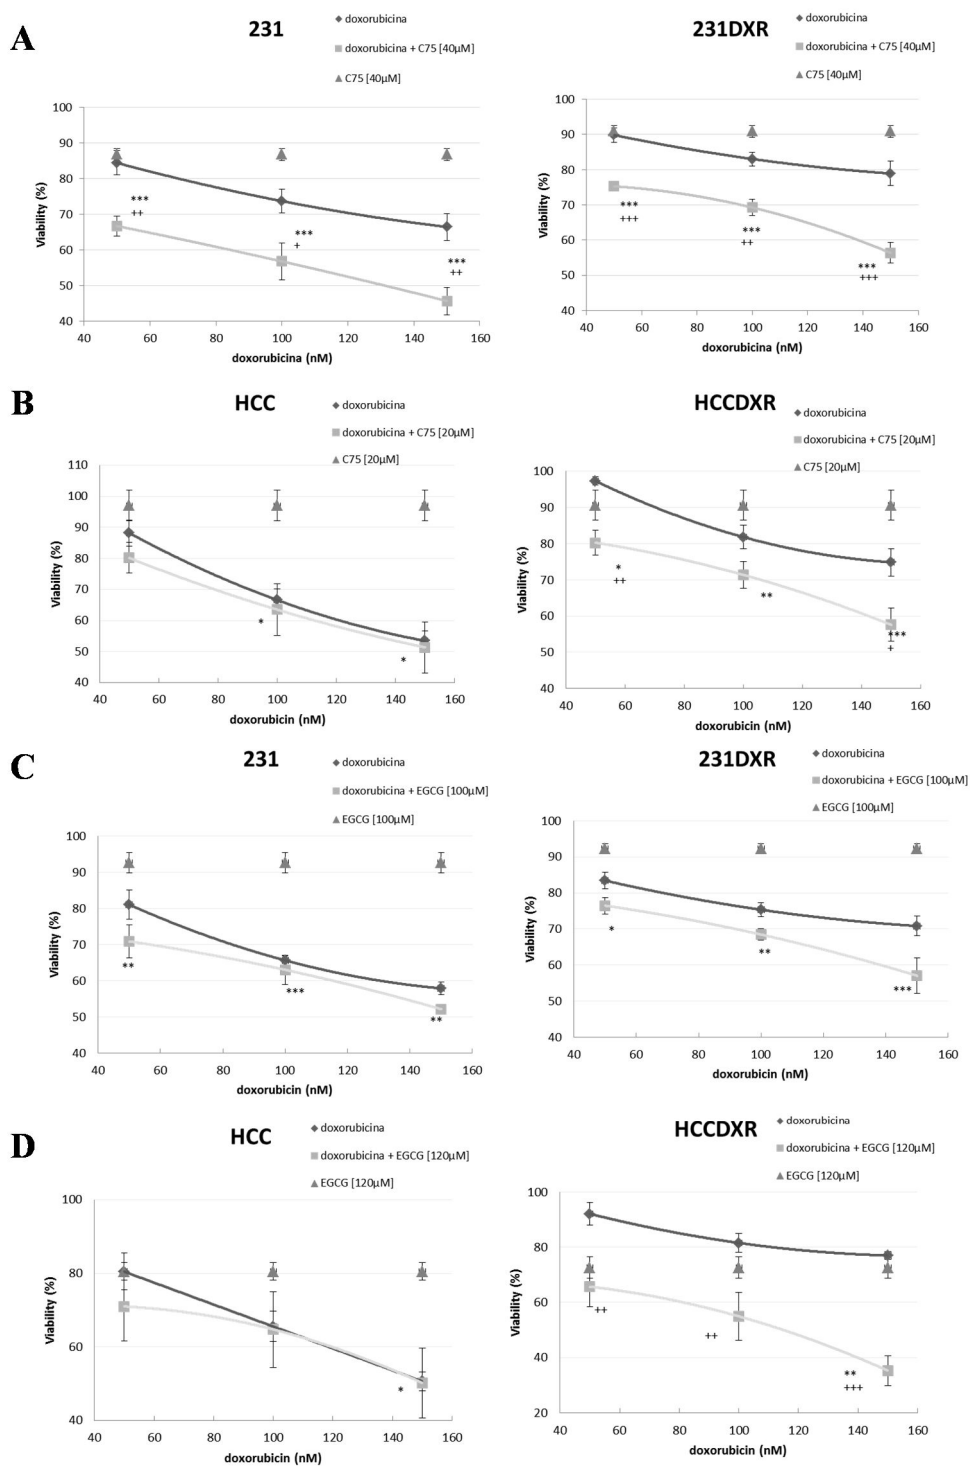 A
231
doxorubicina
doxorubicina + C75 [40μM]
C75 [40μM]
Viability (%)
100
90
80
70
60
50
40
***
++
***
+
***
++
40 60 80 100 120 140 160
doxorubicina (nM)
231DXR
doxorubicina
doxorubicina + C75 [40μM]
C75 [40μM]
Viability (%)
100
90
80
70
60
50
40
***
+++
***
++
***
+++
40 60 80 100 120 140 160
doxorubicina (nM)
B
HCC
doxorubicina
doxorubicina + C75 [20μM]
C75 [20μM]
Viability (%)
110
100
90
80
70
60
50
40
*
*
40 60 80 100 120 140 160
doxorubicin (nM)
HCCDXR
doxorubicina
doxorubicina + C75 [20μM]
C75 [20μM]
Viability (%)
100
90
80
70
60
50
40
*
++
**
***
+
40 60 80 100 120 140 160
doxorubicin (nM)
C
231
doxorubicina
doxorubicina + EGCG [100μM]
EGCG [100μM]
Viability (%)
100
90
80
70
60
50
40
**
***
**
40 60 80 100 120 140 160
doxorubicin (nM)
231DXR
doxorubicina
doxorubicina + EGCG [100μM]
EGCG [100μM]
Viability (%)
100
90
80
70
60
50
40
*
**
***
40 60 80 100 120 140 160
doxorubicin (nM)
D
HCC
doxorubicina
doxorubicina + EGCG [120μM]
EGCG [120μM]
Viability (%)
100
80
60
40
*
40 60 80 100 120 140 160
doxorubicin (nM)
HCCDXR
doxorubicina
doxorubicina + EGCG [120μM]
EGCG [120μM]
Viability (%)
100
80
60
40
20
++
++
**
+++
40 60 80 100 120 140 160
doxorubicin (nM)